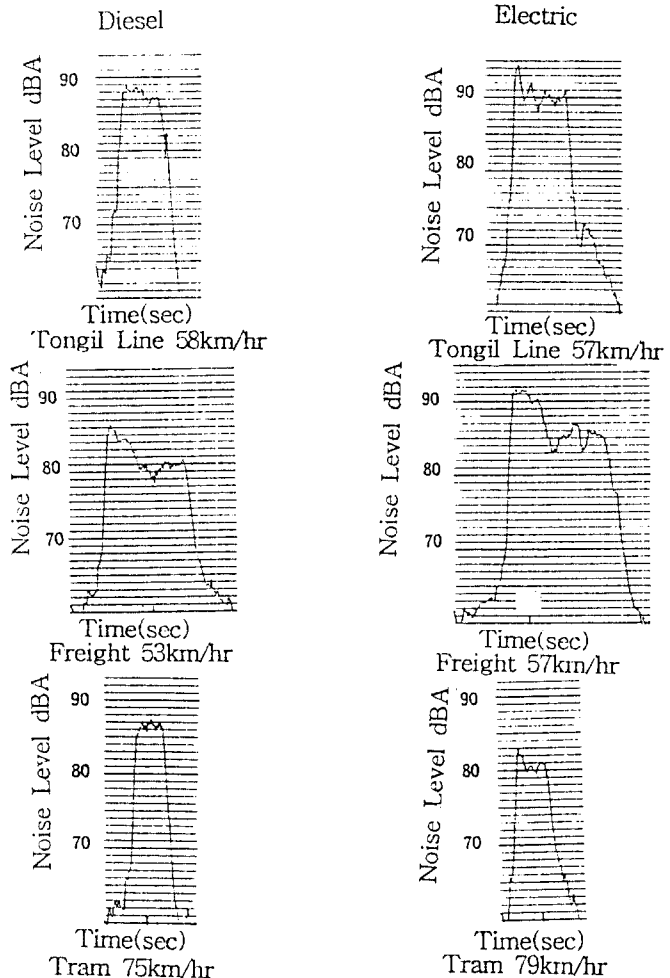 Diesel
Electric
Noise Level dBA
90
80
70
Time(sec)
Tongil Line 58km/hr
Noise Level dBA
90
80
70
Time(sec)
Tongil Line 57km/hr
Noise Level dBA
90
80
70
Time(sec)
Freight 53km/hr
Noise Level dBA
90
80
70
Time(sec)
Freight 57km/hr
Noise Level dBA
90
80
70
Time(sec)
Tram 75km/hr
Noise Level dBA
90
80
70
Time(sec)
Tram 79km/hr